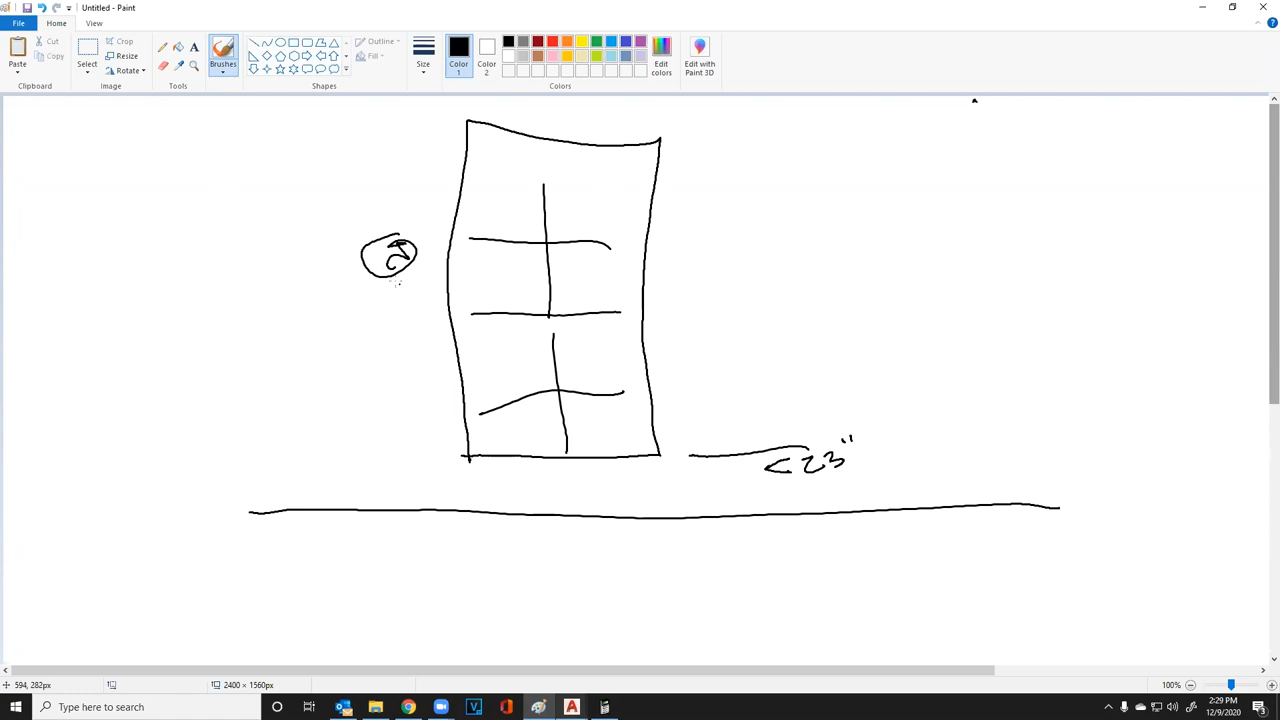 Untitled - Paint
File
Home
View
Paste
Cut
Copy
Clipboard
Select
Crop
Resize
Rotate
Image
A
Tools
Brushes
Outline
Fill
Shapes
Size
Color 1
Color 2
Edit colors
Colors
Edit with Paint 3D
< 23"
594, 282px
2400 × 1560px
100%
Type here to search
2:29 PM
12/9/2020